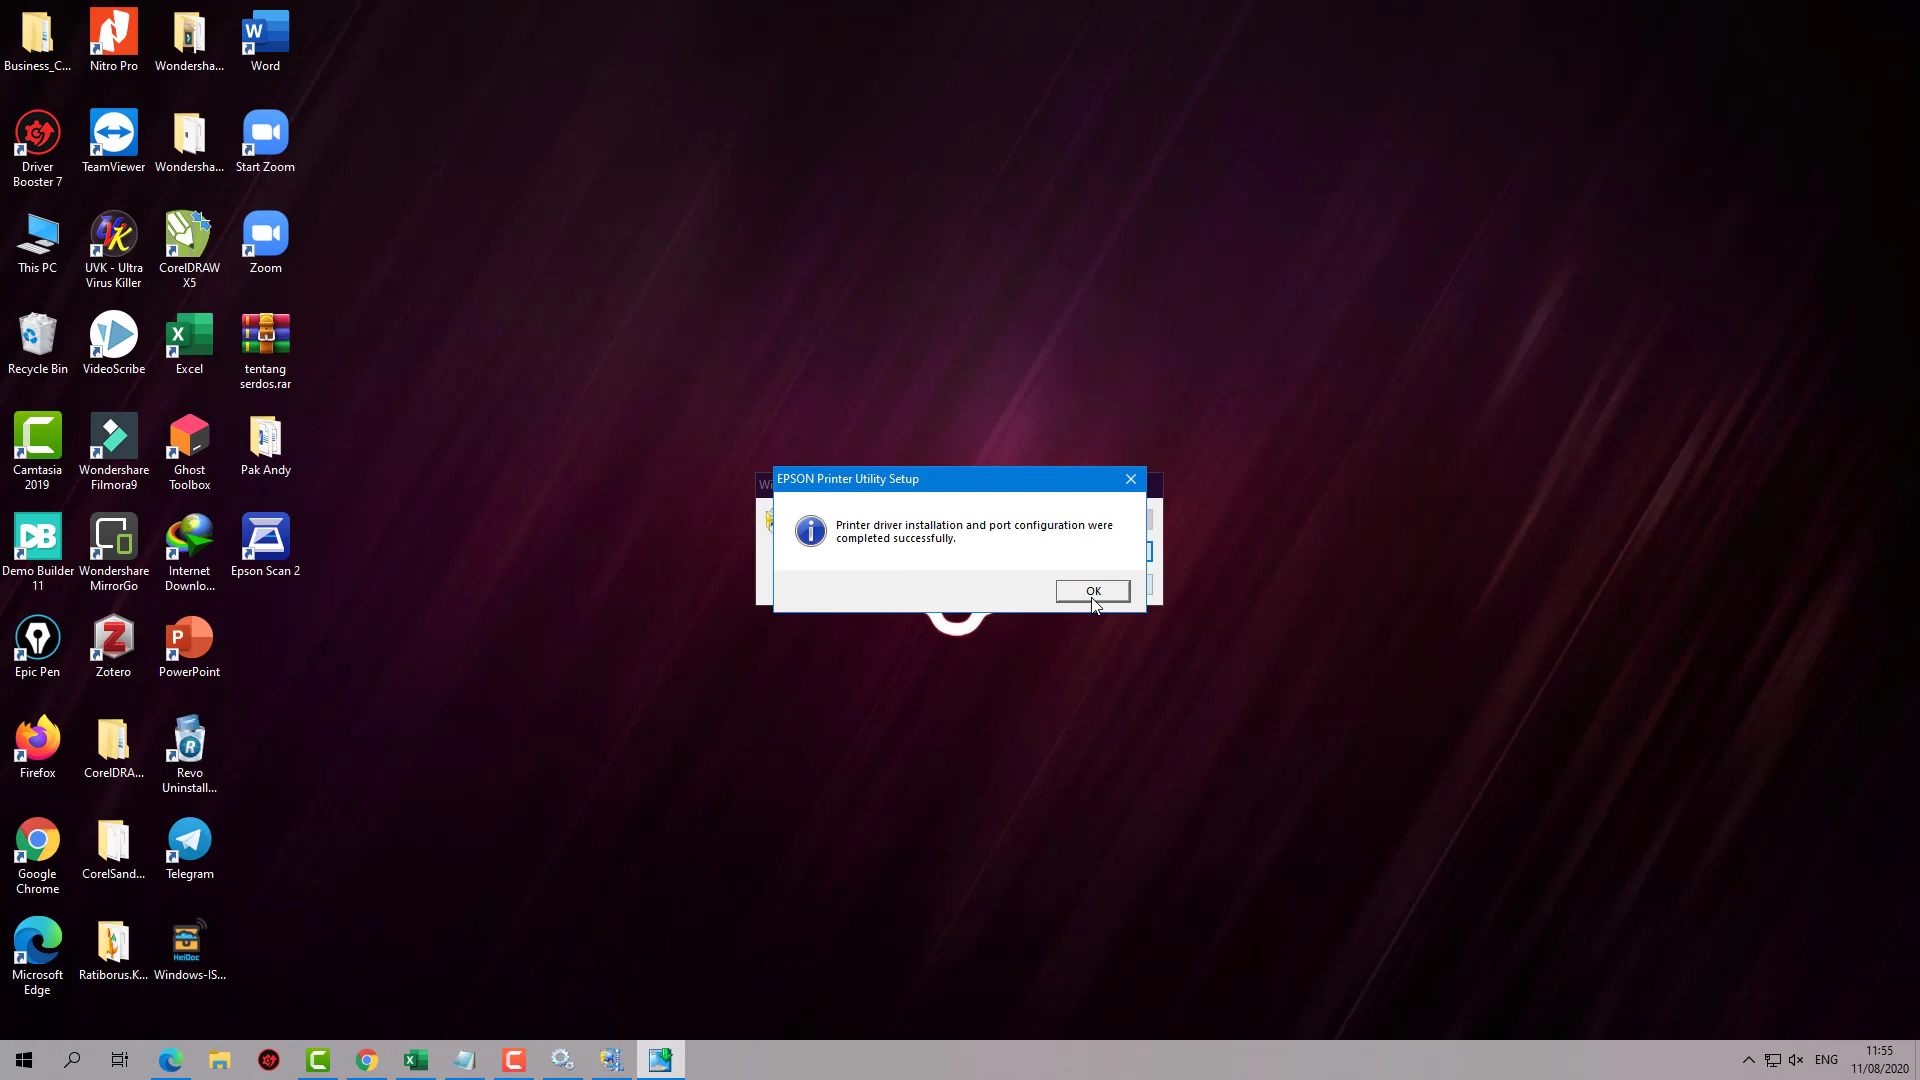 Business_C...
Nitro Pro
Wondersha...
Word
Driver
Booster 7
TeamViewer
Wondersha...
Start Zoom
This PC
UVK - Ultra
Virus Killer
CorelDRAW
X5
Zoom
Recycle Bin
VideoScribe
Excel
tentang
serdos.rar
Camtasia
2019
Wondershare
Filmora9
Ghost
Toolbox
Pak Andy
Demo Builder
11
Wondershare
MirrorGo
Internet
Downlo...
Epson Scan 2
Epic Pen
Zotero
PowerPoint
Firefox
CorelDRA...
Revo
Uninstall...
Google
Chrome
CorelSand...
Telegram
HeiDoc
Microsoft
Edge
Ratiborus.K...
Windows-IS...
Wi
EPSON Printer Utility Setup
Printer driver installation and port configuration were
completed successfully.
OK
ENG
11:55
11/08/2020